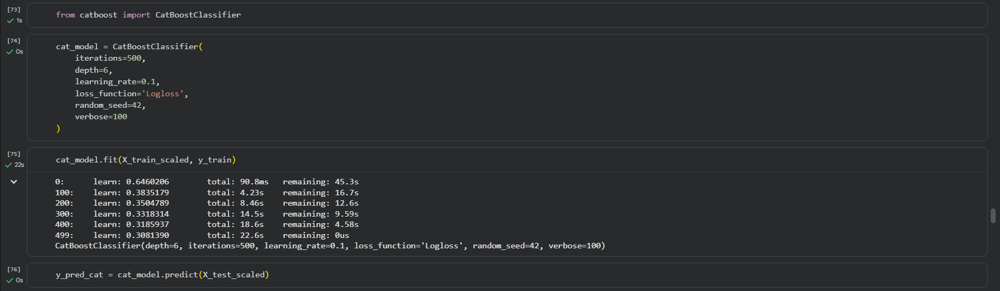 [73]
1s
from catboost import CatBoostClassifier
[74]
0s
cat_model = CatBoostClassifier(
    iterations=500,
    depth=6,
    learning_rate=0.1,
    loss_function='Logloss',
    random_seed=42,
    verbose=100
)
[75]
22s
cat_model.fit(X_train_scaled, y_train)
0:      learn: 0.6460206        total: 90.8ms   remaining: 45.3s
100:    learn: 0.3835179        total: 4.23s    remaining: 16.7s
200:    learn: 0.3504789        total: 8.46s    remaining: 12.6s
300:    learn: 0.3318314        total: 14.5s    remaining: 9.59s
400:    learn: 0.3185937        total: 18.6s    remaining: 4.58s
499:    learn: 0.3081390        total: 22.6s    remaining: 0us
CatBoostClassifier(depth=6, iterations=500, learning_rate=0.1, loss_function='Logloss', random_seed=42, verbose=100)
[76]
0s
y_pred_cat = cat_model.predict(X_test_scaled)